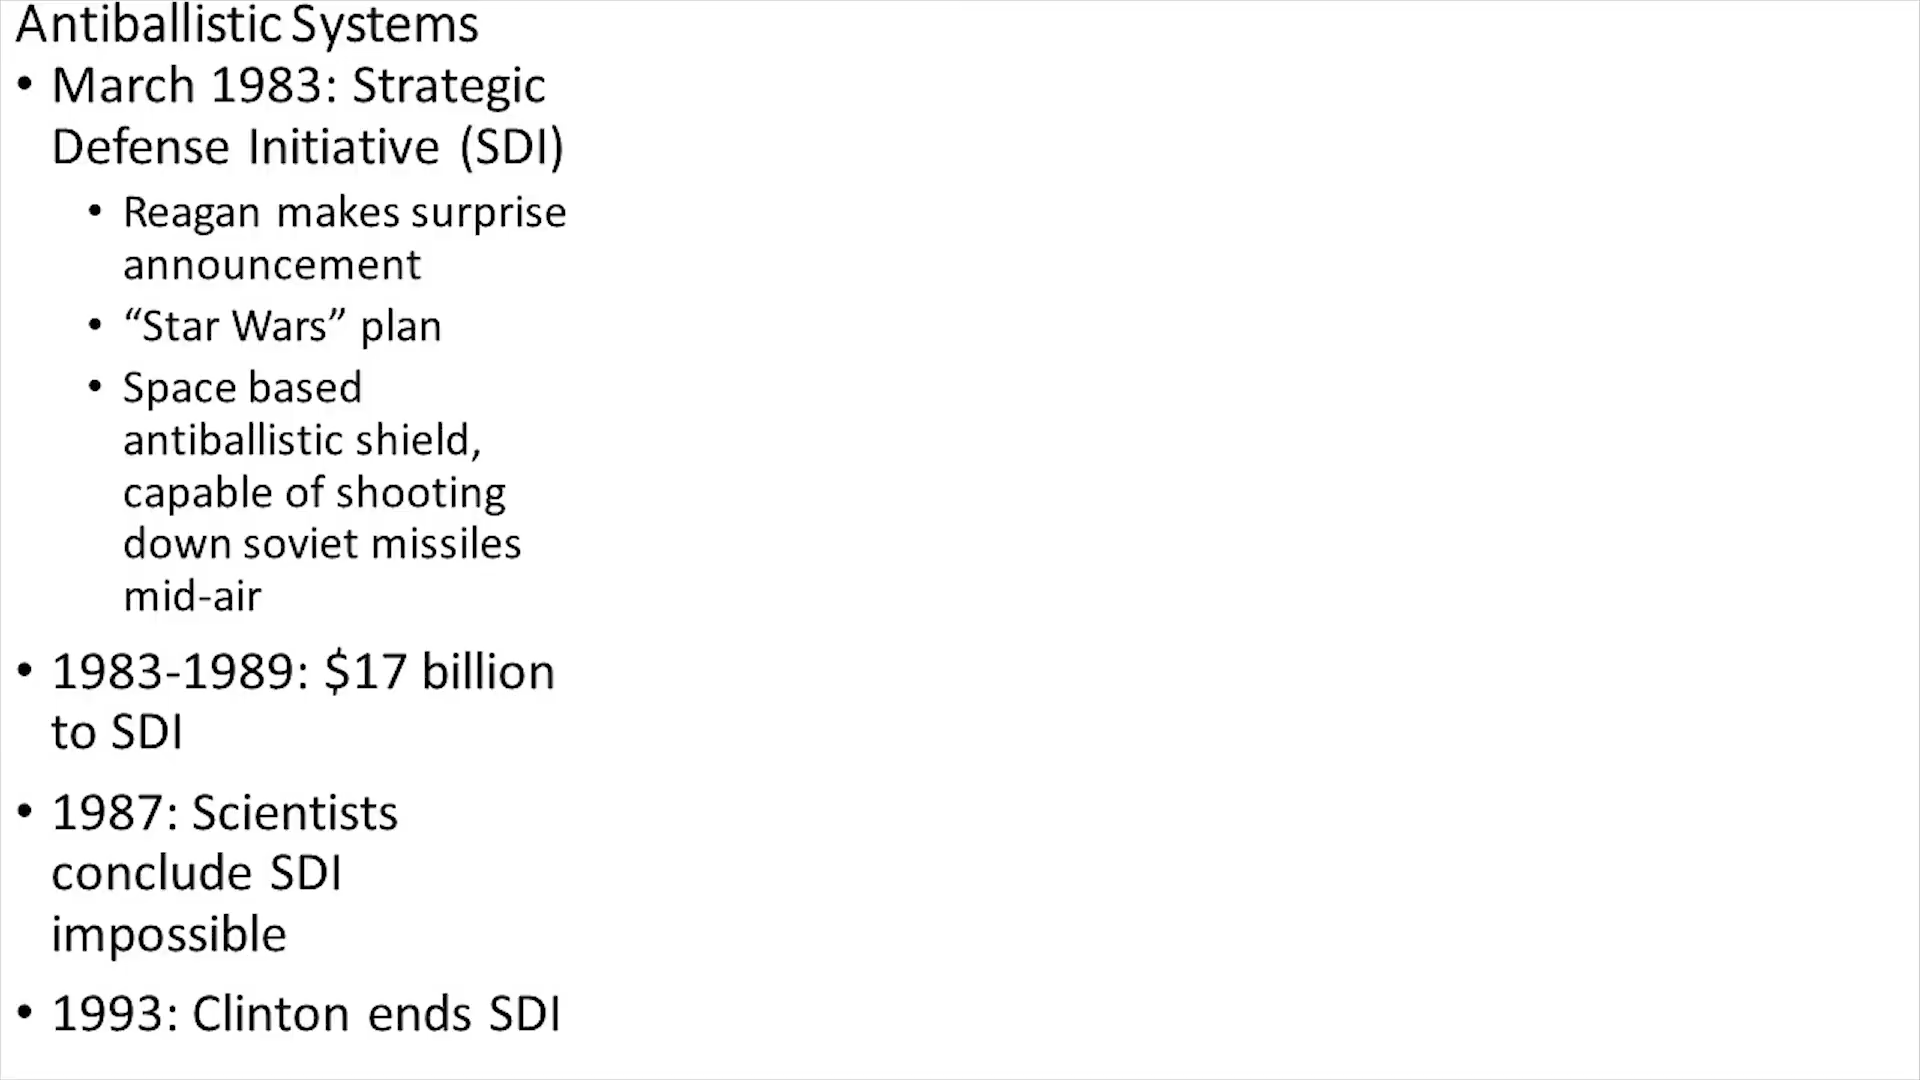 Antiballistic Systems
• March 1983: Strategic
Defense Initiative (SDI)
• Reagan makes surprise
announcement
• “Star Wars” plan
• Space based
antiballistic shield,
capable of shooting
down soviet missiles
mid-air
• 1983-1989: $17 billion
to SDI
• 1987: Scientists
conclude SDI
impossible
• 1993: Clinton ends SDI